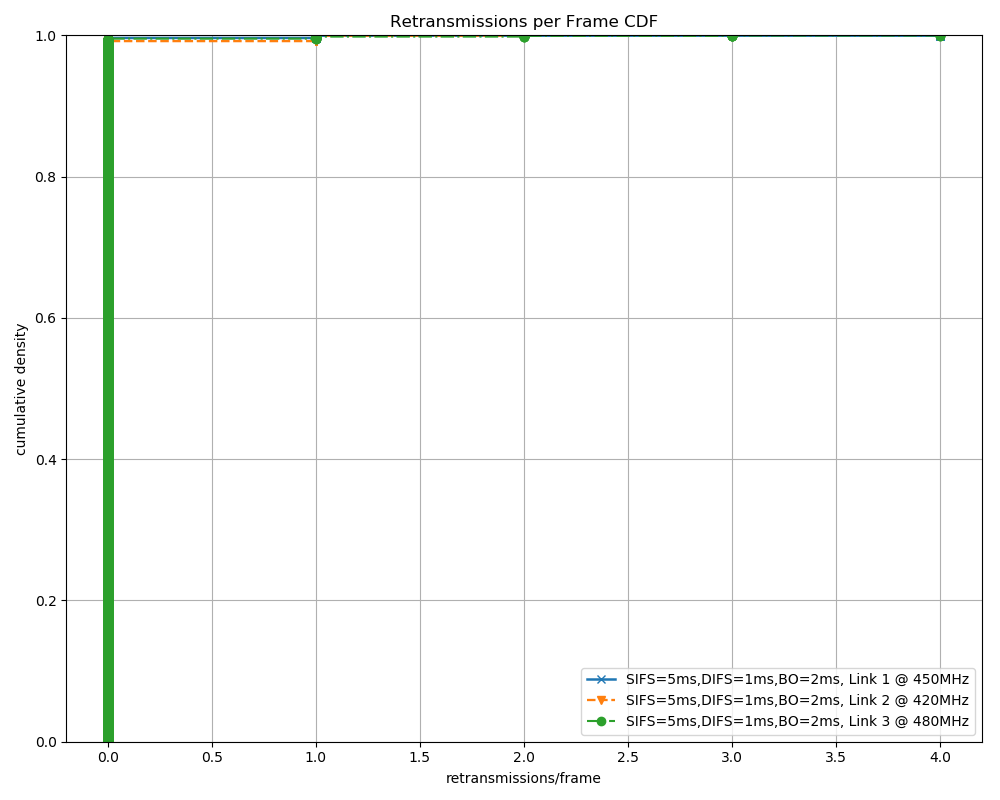 Retransmissions per Frame CDF
1.0
0.8
0.6
0.4
0.2
0.0
cumulative density
0.0 0.5 1.0 1.5 2.0 2.5 3.0 3.5 4.0
retransmissions/frame
SIFS=5ms,DIFS=1ms,BO=2ms, Link 1 @ 450MHz
SIFS=5ms,DIFS=1ms,BO=2ms, Link 2 @ 420MHz
SIFS=5ms,DIFS=1ms,BO=2ms, Link 3 @ 480MHz